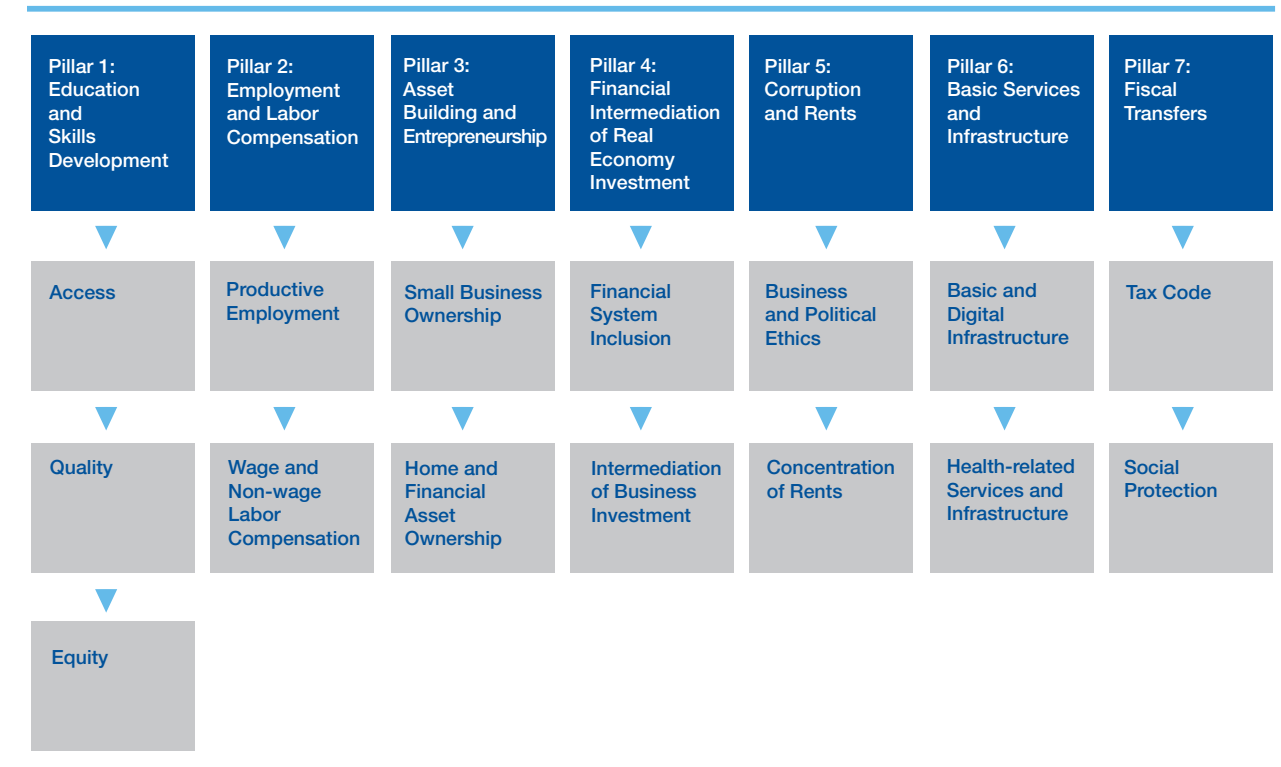 Pillar 1:
Education
and
Skills
Development
Pillar 2:
Employment
and Labor
Compensation
Pillar 3:
Asset
Building and
Entrepreneurship
Pillar 4:
Financial
Intermediation
of Real
Economy
Investment
Pillar 5:
Corruption
and Rents
Pillar 6:
Basic Services
and
Infrastructure
Pillar 7:
Fiscal
Transfers
Access
Productive
Employment
Small Business
Ownership
Financial
System
Inclusion
Business
and Political
Ethics
Basic and
Digital
Infrastructure
Tax Code
Quality
Wage and
Non-wage
Labor
Compensation
Home and
Financial
Asset
Ownership
Intermediation
of Business
Investment
Concentration
of Rents
Health-related
Services and
Infrastructure
Social
Protection
Equity